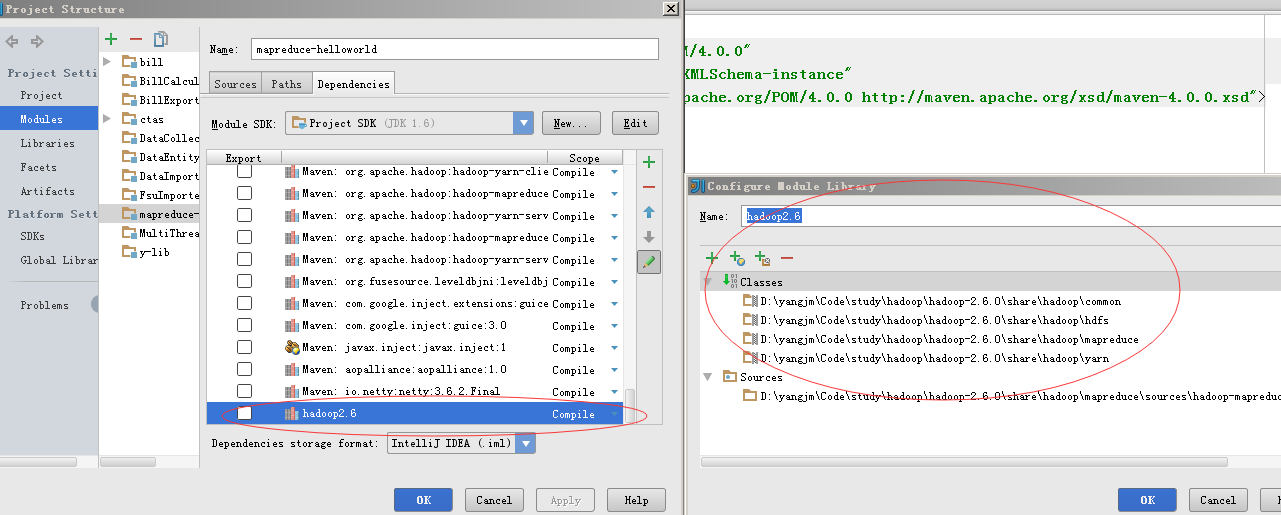 Project Structure
Project Setti
Project
Modules
Libraries
Facets
Artifacts
Platform Sett
SDKs
Global Librar
Problems
bill
BillCalcul
BillExport
ctas
DataCollec
DataEntity
DataImport
PsuImporte
mapreduce-
MultiThrea
y-lib
Name: mapreduce-helloworld
Sources Paths Dependencies
Module SDK: Project SDK (JDK 1.6) New... Edit
Export Scope
Maven: org.apache.hadoop:hadoop-yarn-clie Compile
Maven: org.apache.hadoop:hadoop-mapreduce Compile
Maven: org.apache.hadoop:hadoop-yarn-serv Compile
Maven: org.apache.hadoop:hadoop-mapreduce Compile
Maven: org.apache.hadoop:hadoop-yarn-serv Compile
Maven: org.fusesource.leveldbjni:leveldbj Compile
Maven: com.google.inject.extensions:guice Compile
Maven: com.google.inject:guice:3.0 Compile
Maven: javax.inject:javax.inject:1 Compile
Maven: aopalliance:aopalliance:1.0 Compile
Maven: io.netty:netty:3.6.2.Final Compile
hadoop2.6 Compile
Dependencies storage format: IntelliJ IDEA (.iml)
OK Cancel Apply Help
/4.0.0"
XMLSchema-instance"
pache.org/POM/4.0.0 http://maven.apache.org/xsd/maven-4.0.0.xsd">
Configure Module Library
Name: hadoop2.6
Classes
D:\yangjm\Code\study\hadoop\hadoop-2.6.0\share\hadoop\common
D:\yangjm\Code\study\hadoop\hadoop-2.6.0\share\hadoop\hdfs
D:\yangjm\Code\study\hadoop\hadoop-2.6.0\share\hadoop\mapreduce
D:\yangjm\Code\study\hadoop\hadoop-2.6.0\share\hadoop\yarn
Sources
D:\yangjm\Code\study\hadoop\hadoop-2.6.0\share\hadoop\mapreduce\sources\hadoop-mapreduc
OK Cancel